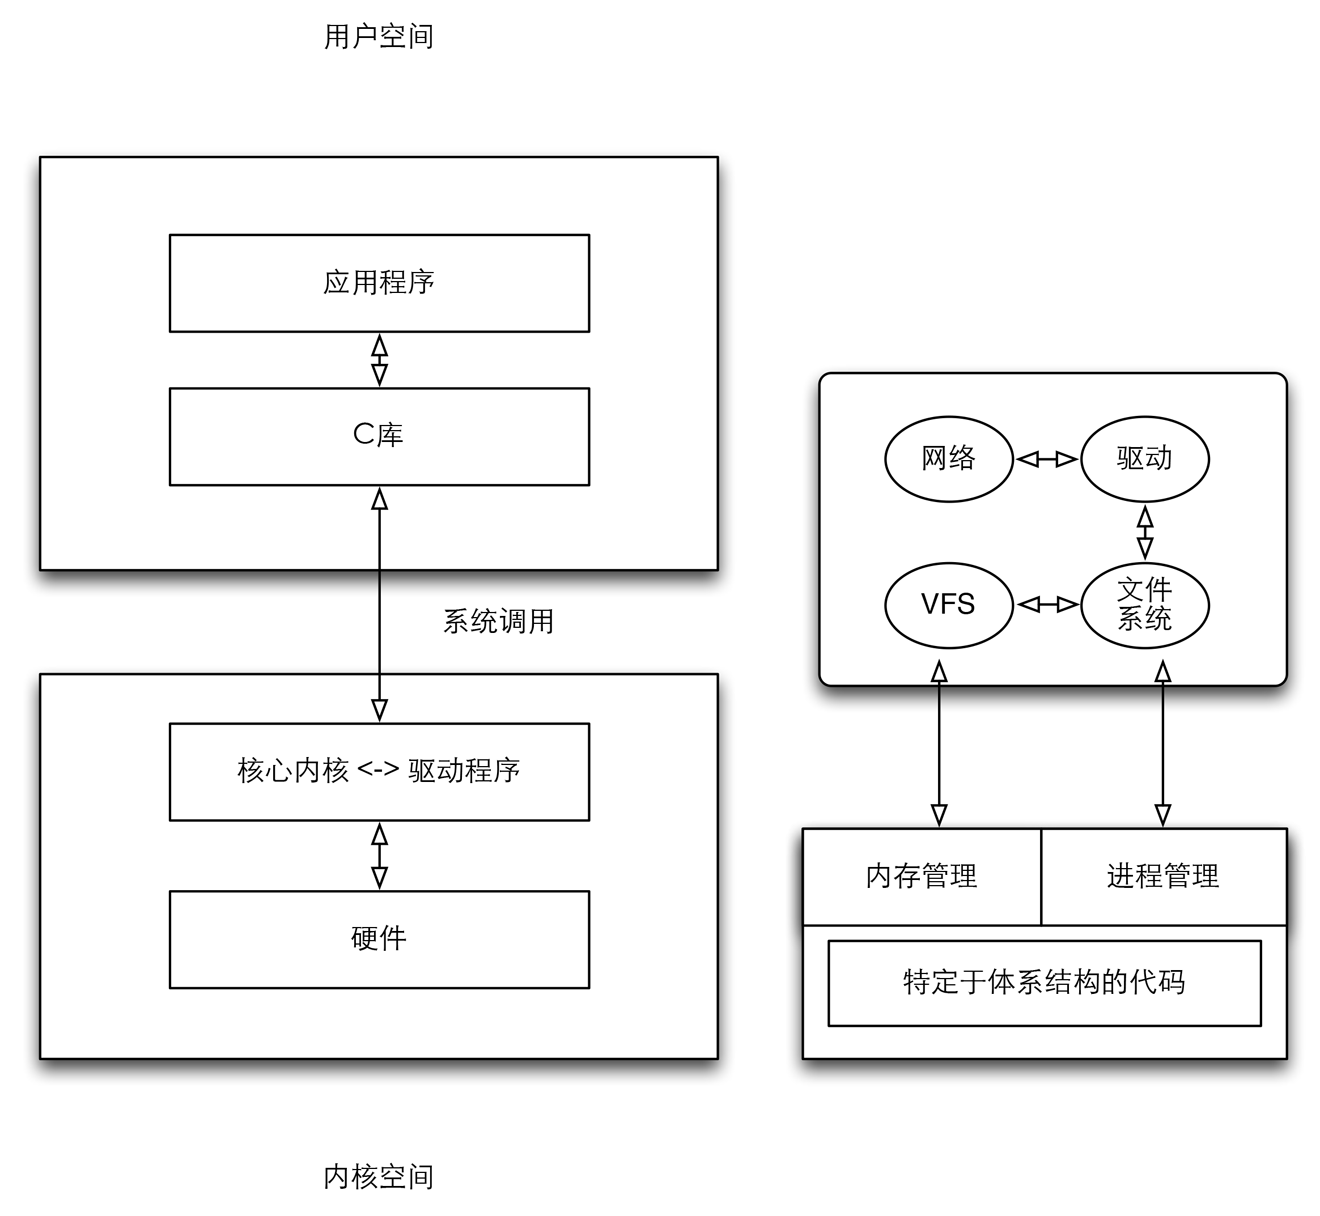 用户空间
应用程序
C库
系统调用
核心内核 <-> 驱动程序
硬件
内核空间
网络
驱动
VFS
文件
系统
内存管理
进程管理
特定于体系结构的代码